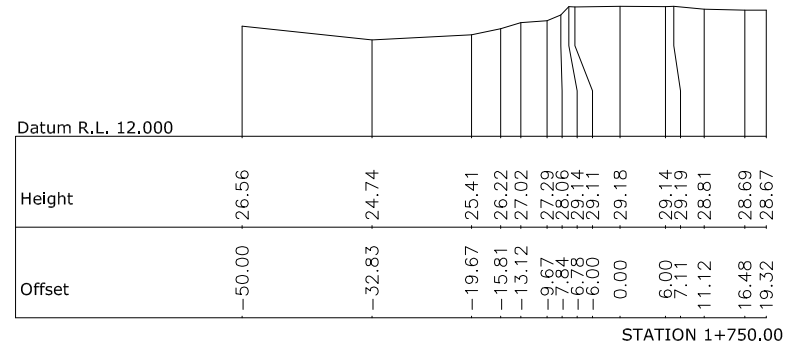 Datum R.L. 12.000
Height 26.56 24.74 25.41 26.22 27.02 27.29 28.06 29.14 29.11 29.18 29.14 29.19 28.81 28.69 28.67
Offset -50.00 -32.83 -19.67 -15.81 -13.12 -9.67 -7.84 -6.78 -6.00 0.00 6.00 7.11 11.12 16.48 19.32
STATION 1+750.00